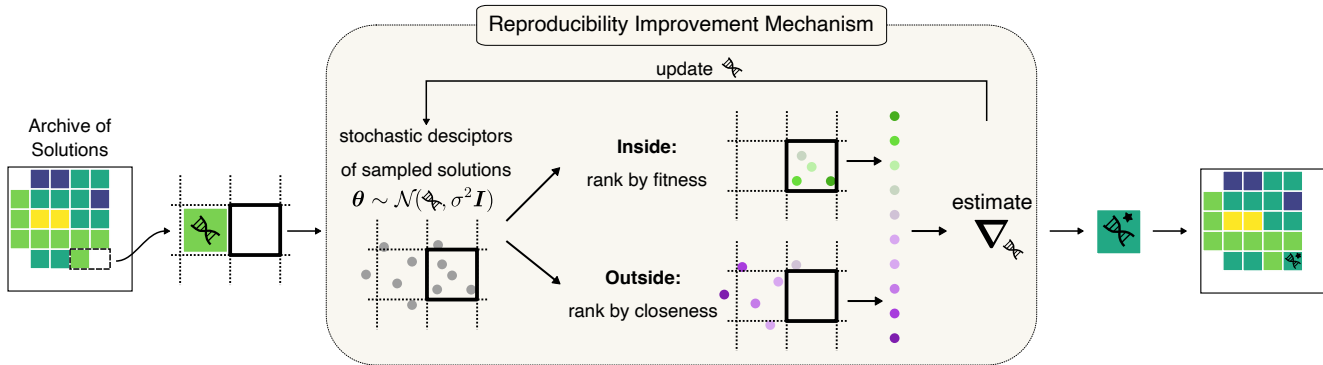 Reproducibility Improvement Mechanism
update
Archive of
Solutions
stochastic desciptors
of sampled solutions
θ ∼ 𝒩(, σ²I)
Inside:
rank by fitness
Outside:
rank by closeness
estimate
∇